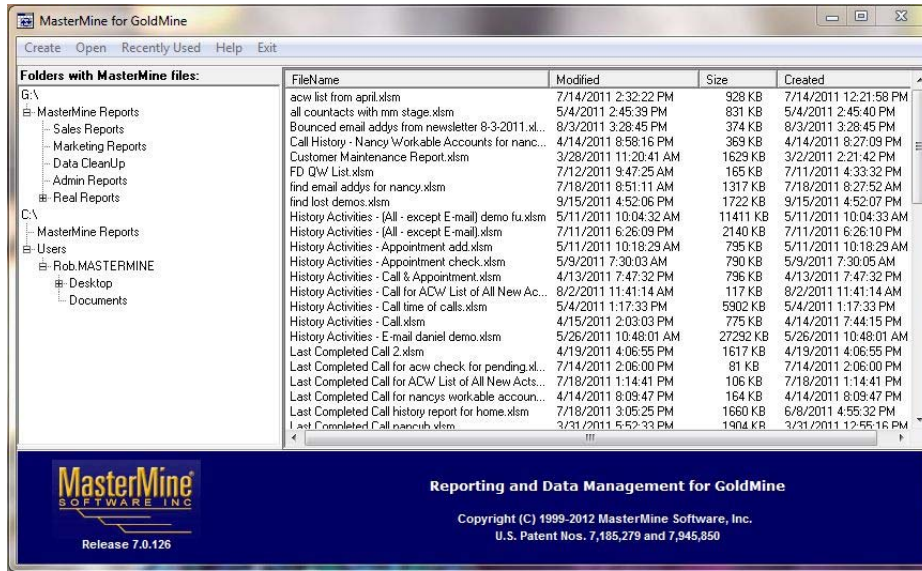 MasterMine for GoldMine
Create Open Recently Used Help Exit
Folders with MasterMine files:
G:\
MasterMine Reports
Sales Reports
Marketing Reports
Data CleanUp
Admin Reports
Real Reports
C:\
MasterMine Reports
Users
Rob.MASTERMINE
Desktop
Documents
FileName Modified Size Created
acw list from april.xlsm 7/14/2011 2:32:22 PM 928 KB 7/14/2011 12:21:58 PM
all countacts with mm stage.xlsm 5/4/2011 2:45:39 PM 831 KB 5/4/2011 2:45:40 PM
Bounced email addys from newsletter 8-3-2011.xl... 8/3/2011 3:28:45 PM 374 KB 8/3/2011 3:28:45 PM
Call History - Nancy Workable Accounts for nanc... 4/14/2011 8:58:16 PM 369 KB 4/14/2011 8:27:09 PM
Customer Maintenance Report.xlsm 3/28/2011 11:20:41 AM 1629 KB 3/2/2011 2:21:42 PM
FD QW List.xlsm 7/12/2011 9:47:25 AM 165 KB 7/11/2011 4:33:32 PM
find email addys for nancy.xlsm 7/18/2011 8:51:11 AM 1317 KB 7/18/2011 8:27:52 AM
find lost demos.xlsm 9/15/2011 4:52:06 PM 1722 KB 9/15/2011 4:52:07 PM
History Activities - (All - except E-mail) demo fu.xlsm 5/11/2011 10:04:32 AM 11411 KB 5/11/2011 10:04:33 AM
History Activities - (All - except E-mail).xlsm 7/11/2011 6:26:09 PM 2140 KB 7/11/2011 6:26:10 PM
History Activities - Appointment add.xlsm 5/11/2011 10:18:29 AM 795 KB 5/11/2011 10:18:29 AM
History Activities - Appointment check.xlsm 5/9/2011 7:30:03 AM 790 KB 5/9/2011 7:30:05 AM
History Activities - Call & Appointment.xlsm 4/13/2011 7:47:32 PM 796 KB 4/13/2011 7:47:32 PM
History Activities - Call for ACW List of All New Ac... 8/2/2011 11:41:14 AM 117 KB 8/2/2011 11:41:14 AM
History Activities - Call time of calls.xlsm 5/4/2011 1:17:33 PM 5902 KB 5/4/2011 1:17:33 PM
History Activities - Call.xlsm 4/15/2011 2:03:03 PM 775 KB 4/14/2011 7:44:15 PM
History Activities - E-mail daniel demo.xlsm 5/26/2011 10:48:01 AM 27292 KB 5/26/2011 10:48:01 AM
Last Completed Call 2.xlsm 4/19/2011 4:06:55 PM 1617 KB 4/19/2011 4:06:55 PM
Last Completed Call for acw check for pending.xl... 7/14/2011 2:06:00 PM 81 KB 7/14/2011 2:06:00 PM
Last Completed Call for ACW List of All New Acts... 7/18/2011 1:14:41 PM 106 KB 7/18/2011 1:14:41 PM
Last Completed Call for nancys workable accoun... 4/14/2011 8:09:47 PM 164 KB 4/14/2011 8:09:47 PM
Last Completed Call history report for home.xlsm 7/18/2011 3:05:25 PM 1660 KB 6/8/2011 4:55:32 PM
Last Completed Call nancyb.xlsm 3/31/2011 5:52:33 PM 1904 KB 3/31/2011 12:55:16 PM
MasterMine®
SOFTWARE INC
Release 7.0.126
Reporting and Data Management for GoldMine
Copyright (C) 1999-2012 MasterMine Software, Inc.
U.S. Patent Nos. 7,185,279 and 7,945,850